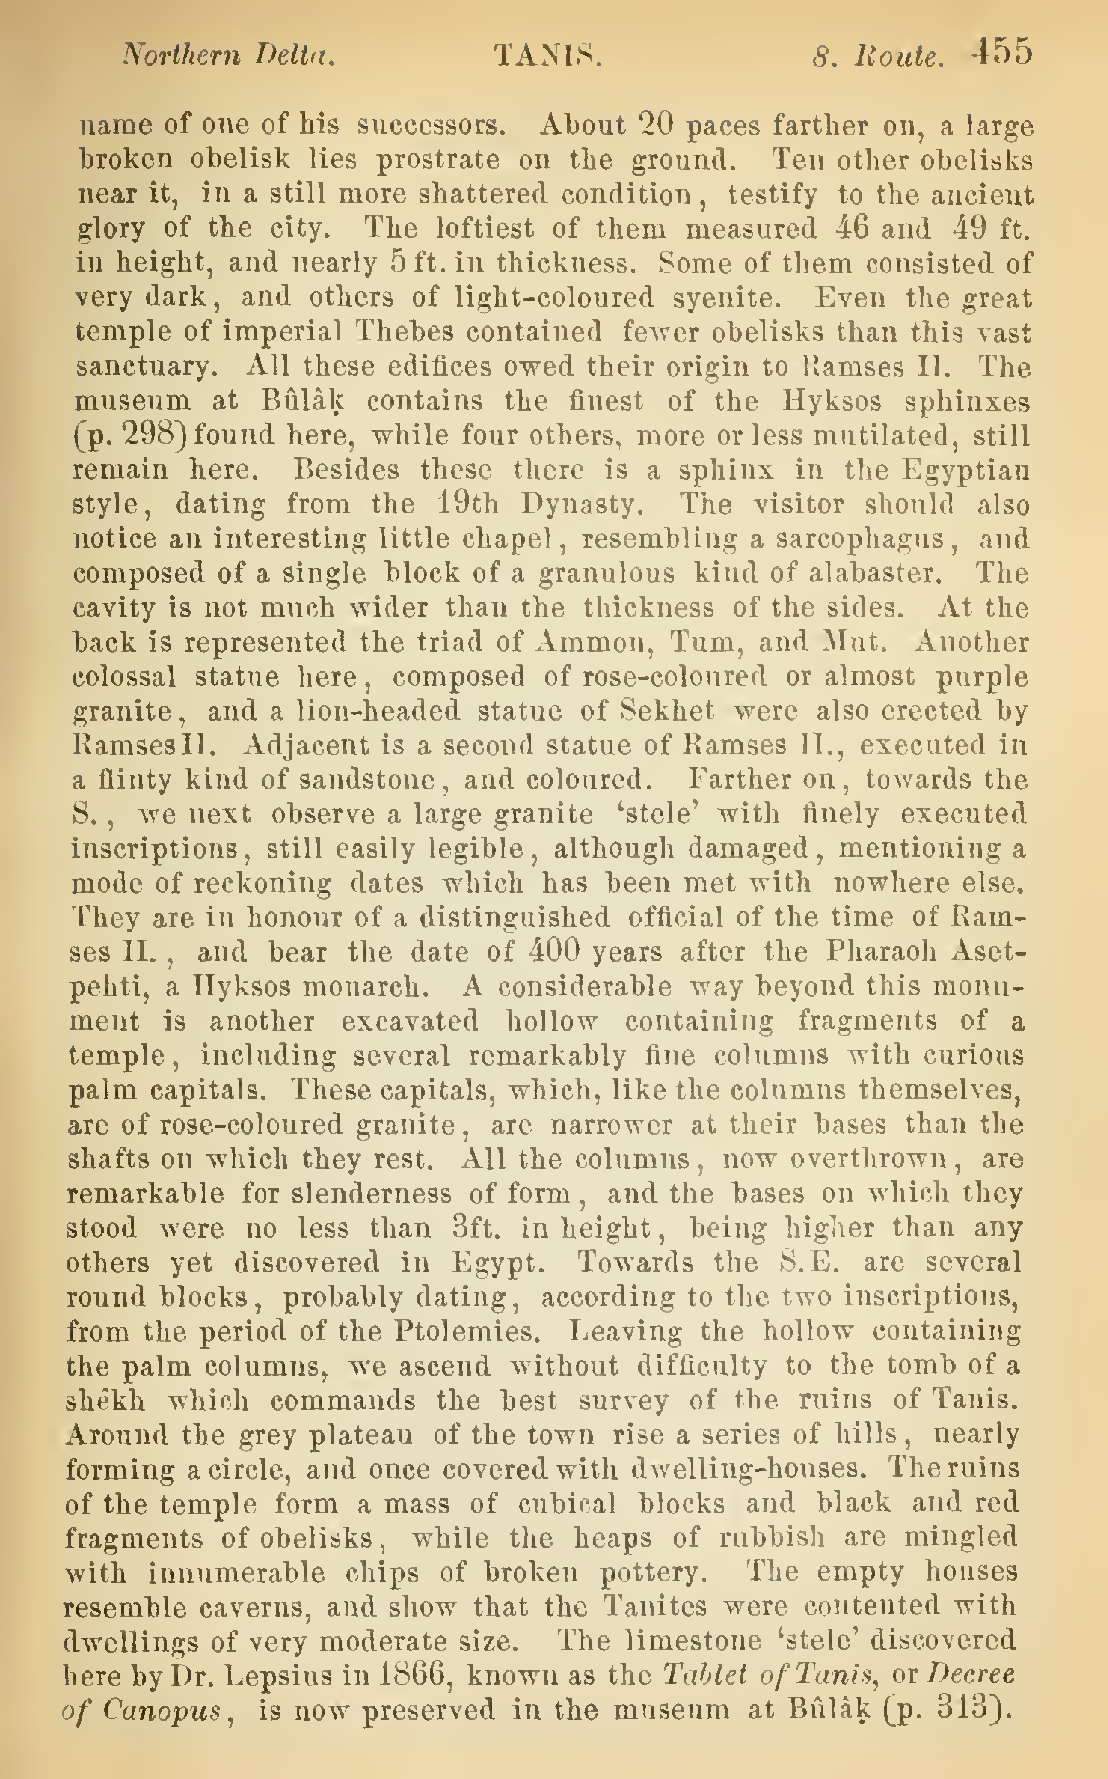 Northern Delta. TANIS. 8. Route. 455
name of one of his successors. About 20 paces farther on, a large
broken obelisk lies prostrate on the ground. Ten other obelisks
near it, in a still more shattered condition, testify to the ancient
glory of the city. The loftiest of them measured 46 and 49 ft.
in height, and nearly 5 ft. in thickness. Some of them consisted of
very dark, and others of light-coloured syenite. Even the great
temple of imperial Thebes contained fewer obelisks than this vast
sanctuary. All these edifices owed their origin to Ramses II. The
museum at Bûlâḳ contains the finest of the Hyksos sphinxes
(p. 298) found here, while four others, more or less mutilated, still
remain here. Besides these there is a sphinx in the Egyptian
style, dating from the 19th Dynasty. The visitor should also
notice an interesting little chapel, resembling a sarcophagus, and
composed of a single block of a granulous kind of alabaster. The
cavity is not much wider than the thickness of the sides. At the
back is represented the triad of Ammon, Tum, and Mut. Another
colossal statue here, composed of rose-coloured or almost purple
granite, and a lion-headed statue of Sekhet were also erected by
Ramses II. Adjacent is a second statue of Ramses II., executed in
a flinty kind of sandstone, and coloured. Farther on, towards the
S., we next observe a large granite ‘stele’ with finely executed
inscriptions, still easily legible, although damaged, mentioning a
mode of reckoning dates which has been met with nowhere else.
They are in honour of a distinguished official of the time of Ram-
ses II., and bear the date of 400 years after the Pharaoh Aset-
pehti, a Hyksos monarch. A considerable way beyond this monu-
ment is another excavated hollow containing fragments of a
temple, including several remarkably fine columns with curious
palm capitals. These capitals, which, like the columns themselves,
are of rose-coloured granite, are narrower at their bases than the
shafts on which they rest. All the columns, now overthrown, are
remarkable for slenderness of form, and the bases on which they
stood were no less than 3ft. in height, being higher than any
others yet discovered in Egypt. Towards the S.E. are several
round blocks, probably dating, according to the two inscriptions,
from the period of the Ptolemies. Leaving the hollow containing
the palm columns, we ascend without difficulty to the tomb of a
shêkh which commands the best survey of the ruins of Tanis.
Around the grey plateau of the town rise a series of hills, nearly
forming a circle, and once covered with dwelling-houses. The ruins
of the temple form a mass of cubical blocks and black and red
fragments of obelisks, while the heaps of rubbish are mingled
with innumerable chips of broken pottery. The empty houses
resemble caverns, and show that the Tanites were contented with
dwellings of very moderate size. The limestone ‘stele’ discovered
here by Dr. Lepsius in 1866, known as the Tablet of Tanis, or Decree
of Canopus, is now preserved in the museum at Bûlâḳ (p. 313).